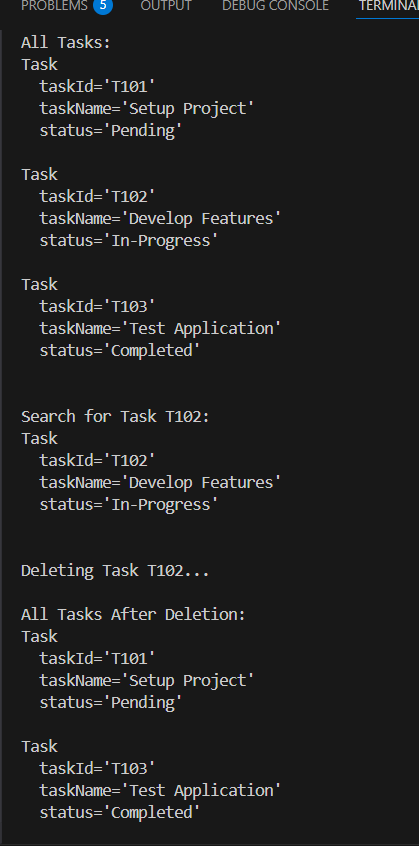 PROBLEMS 5 OUTPUT DEBUG CONSOLE TERMINAL
All Tasks:
Task
  taskId='T101'
  taskName='Setup Project'
  status='Pending'

Task
  taskId='T102'
  taskName='Develop Features'
  status='In-Progress'

Task
  taskId='T103'
  taskName='Test Application'
  status='Completed'


Search for Task T102:
Task
  taskId='T102'
  taskName='Develop Features'
  status='In-Progress'


Deleting Task T102...

All Tasks After Deletion:
Task
  taskId='T101'
  taskName='Setup Project'
  status='Pending'

Task
  taskId='T103'
  taskName='Test Application'
  status='Completed'